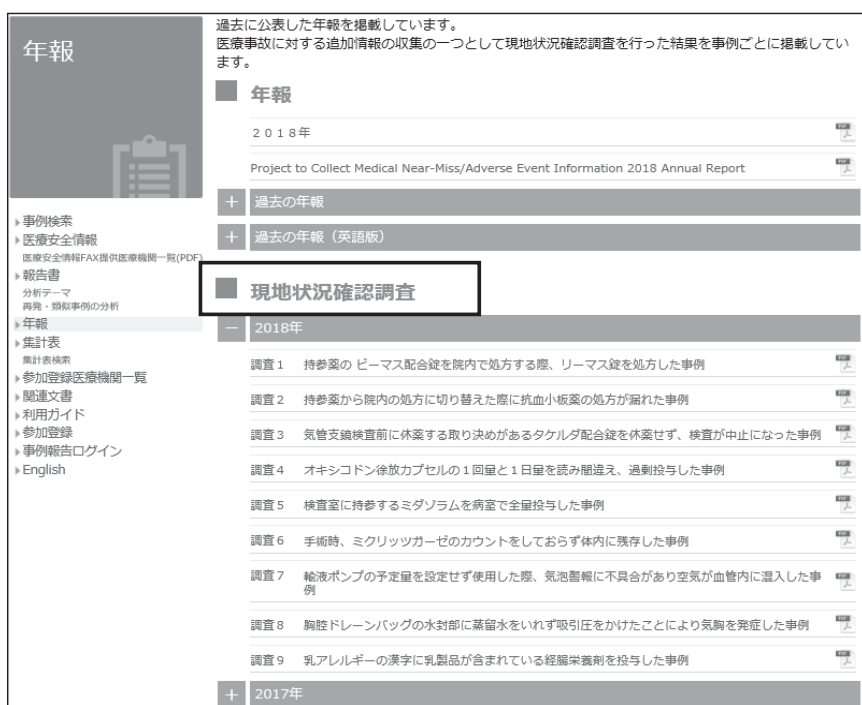 年報
事例検索
医療安全情報
医療安全情報FAX提供医療機関一覧(PDF)
報告書
分析テーマ
再発・類似事例の分析
年報
集計表
集計表検索
参加登録医療機関一覧
関連文書
利用ガイド
参加登録
事例報告ログイン
English
過去に公表した年報を掲載しています。
医療事故に対する追加情報の収集の一つとして現地状況確認調査を行った結果を事例ごとに掲載してい
ます。
年報
2018年
Project to Collect Medical Near-Miss/Adverse Event Information 2018 Annual Report
+ 過去の年報
+ 過去の年報(英語版)
現地状況確認調査
− 2018年
調査1 持参薬の ビーマス配合錠を院内で処方する際、リーマス錠を処方した事例
調査2 持参薬から院内の処方に切り替えた際に抗血小板薬の処方が漏れた事例
調査3 気管支鏡検査前に休薬する取り決めがあるタケルダ配合錠を休薬せず、検査が中止になった事例
調査4 オキシコドン徐放カプセルの1回量と1日量を読み間違え、過剰投与した事例
調査5 検査室に持参するミダゾラムを病室で全量投与した事例
調査6 手術時、ミクリッツガーゼのカウントをしておらず体内に残存した事例
調査7 輸液ポンプの予定量を設定せず使用した際、気泡警報に不具合があり空気が血管内に混入した事
例
調査8 胸腔ドレーンバッグの水封部に蒸留水をいれず吸引圧をかけたことにより気胸を発症した事例
調査9 乳アレルギーの漢字に乳製品が含まれている経腸栄養剤を投与した事例
+ 2017年